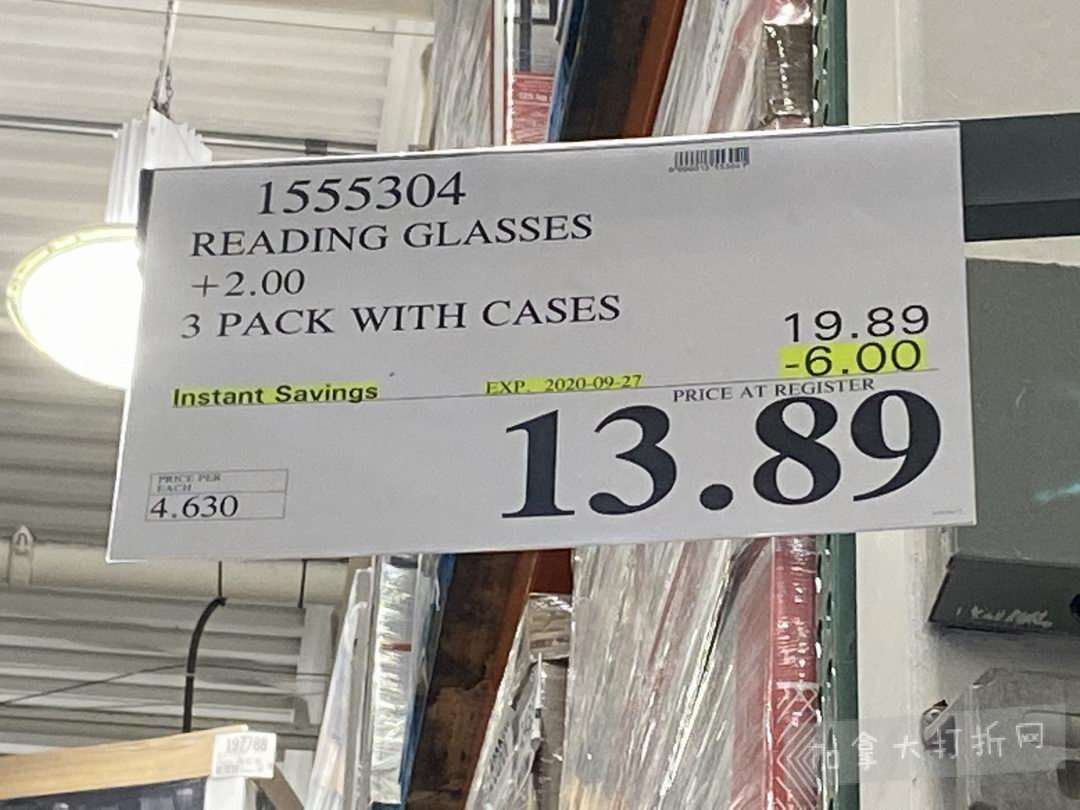 1555304
READING GLASSES
+2.00
3 PACK WITH CASES
19.89
-6.00
Instant Savings
EXP. 2020-09-27
PRICE AT REGISTER
13.89
PRICE PER
EACH
4.630
加拿大打折网